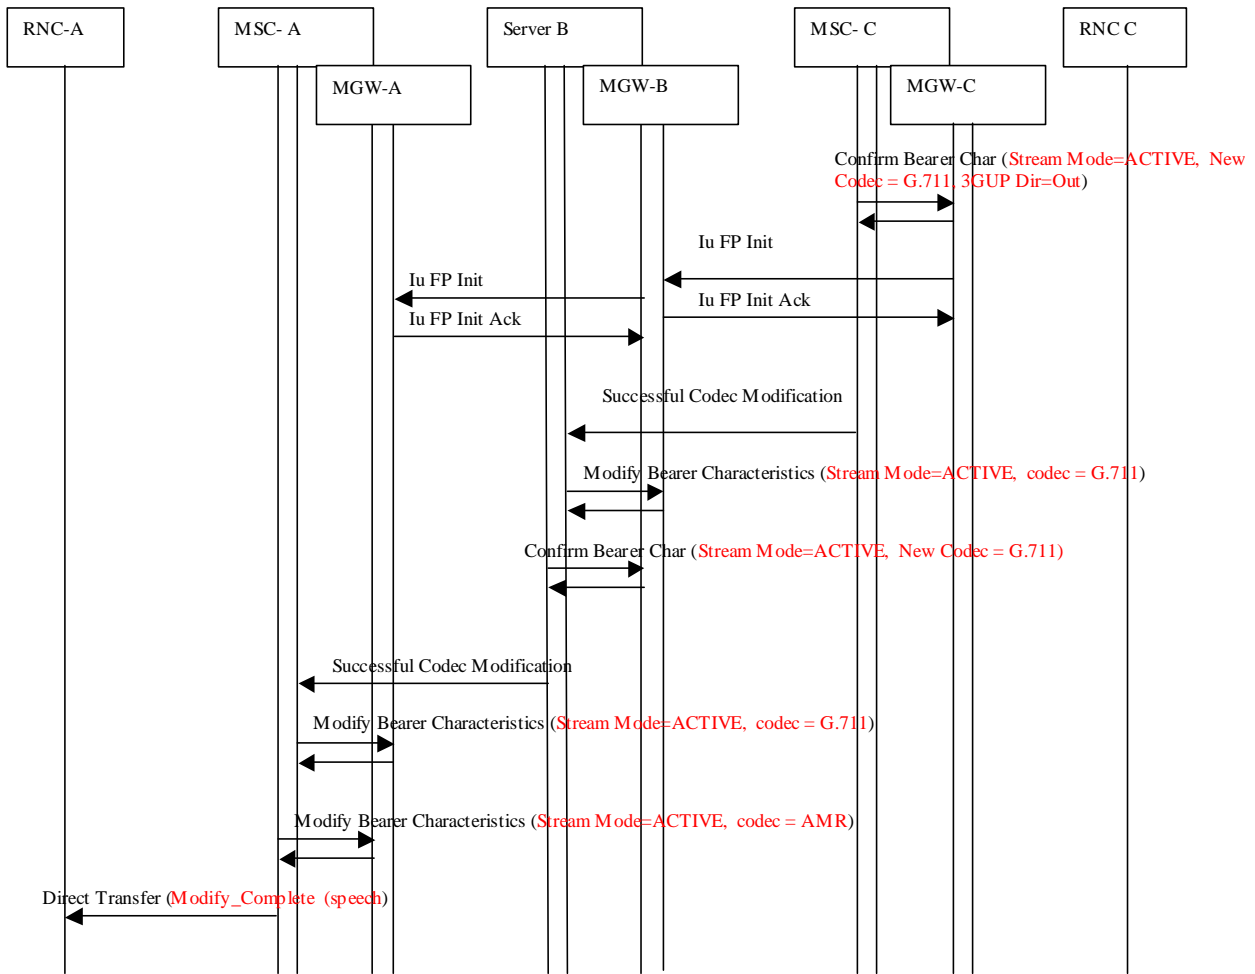 RNC-A
MSC- A
Server B
MSC- C
RNC C
MGW-A
MGW-B
MGW-C
Confirm Bearer Char (Stream Mode=ACTIVE, New
Codec = G.711, 3GUP Dir=Out)
Iu FP Init
Iu FP Init
Iu FP Init Ack
Iu FP Init Ack
Successful Codec Modification
Modify Bearer Characteristics (Stream Mode=ACTIVE, codec = G.711)
Confirm Bearer Char (Stream Mode=ACTIVE, New Codec = G.711)
Successful Codec Modification
Modify Bearer Characteristics (Stream Mode=ACTIVE, codec = G.711)
Modify Bearer Characteristics (Stream Mode=ACTIVE, codec = AMR)
Direct Transfer (Modify_Complete (speech)